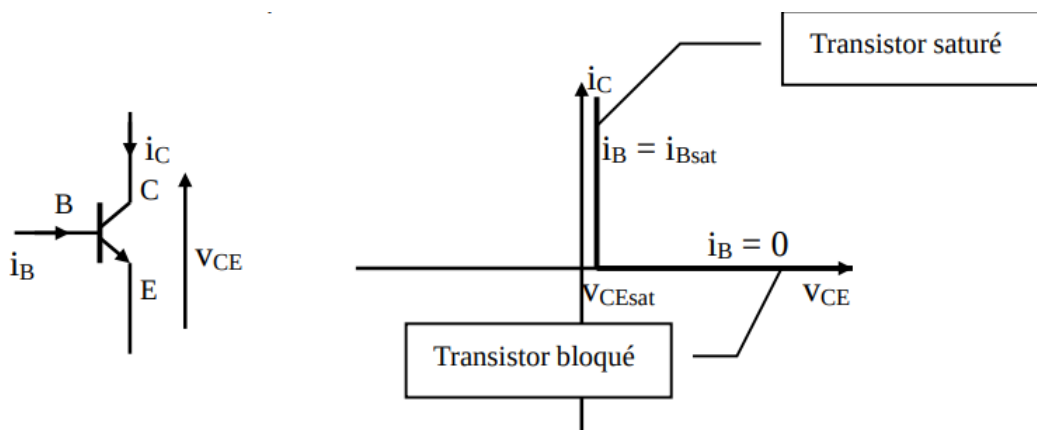 Transistor saturé
iC
iB = iBsat
iC
C
B
iB
vCE
E
iB = 0
vCEsat
vCE
Transistor bloqué